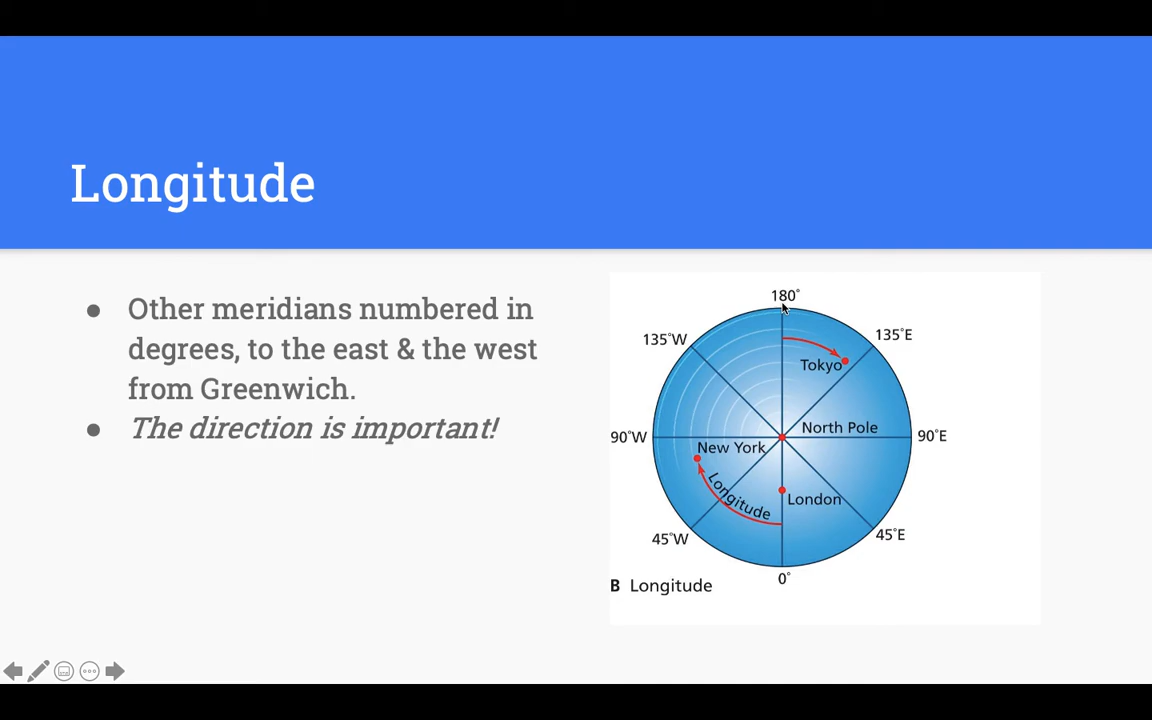 Longitude
Other meridians numbered in
degrees, to the east & the west
from Greenwich.
The direction is important!
180°
135°W
135°E
Tokyo
North Pole
90°W
90°E
New York
Longitude
London
45°W
45°E
0°
B Longitude